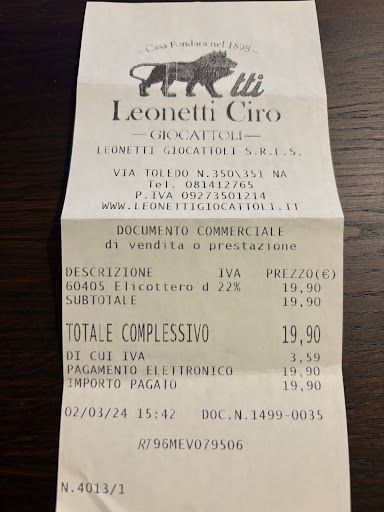 – Casa Fondata nel 1898 –
tti
Leonetti Ciro
—GIOCATTOLI—
LEONETTI GIOCATTOLI S.R.L.S.
VIA TOLEDO N.350\351 NA
Tel. 081412765
P.IVA 09273501214
WWW.LEONETTIGIOCATTOLI.IT
DOCUMENTO COMMERCIALE
di vendita o prestazione
DESCRIZIONE IVA PREZZO(€)
60405 Elicottero d 22% 19,90
SUBTOTALE 19,90
TOTALE COMPLESSIVO 19,90
DI CUI IVA 3,59
PAGAMENTO ELETTRONICO 19,90
IMPORTO PAGATO 19,90
02/03/24 15:42 DOC.N.1499-0035
RT96MEV079506
N.4013/1